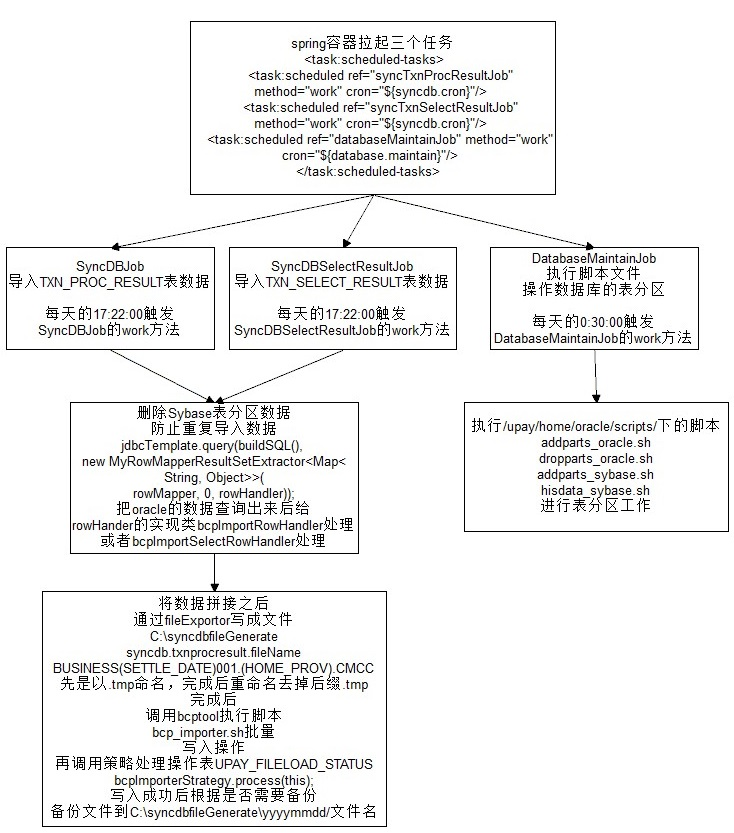 spring容器拉起三个任务
<task:scheduled-tasks>
<task:scheduled ref="syncTxnProcResultJob"
method="work" cron="${syncdb.cron}"/>
<task:scheduled ref="syncTxnSelectResultJob"
method="work" cron="${syncdb.cron}"/>
<task:scheduled ref="databaseMaintainJob" method="work"
cron="${database.maintain}"/>
</task:scheduled-tasks>
SyncDBJob
导入TXN_PROC_RESULT表数据
每天的17:22:00触发
SyncDBJob的work方法
SyncDBSelectResultJob
导入TXN_SELECT_RESULT表数据
每天的17:22:00触发
SyncDBSelectResultJob的work方法
DatabaseMaintainJob
执行脚本文件
操作数据库的表分区
每天的0:30:00触发
DatabaseMaintainJob的work方法
删除Sybase表分区数据
防止重复导入数据
jdbcTemplate.query(buildSQL(),
new MyRowMapperResultSetExtractor<Map<
String, Object>>(
rowMapper, 0, rowHandler));
把oracle的数据查询出来后给
rowHander的实现类bcpImportRowHandler处理
或者bcpImportSelectRowHandler处理
执行/upay/home/oracle/scripts/下的脚本
addparts_oracle.sh
dropparts_oracle.sh
addparts_sybase.sh
hisdata_sybase.sh
进行表分区工作
将数据拼接之后
通过fileExportor写成文件
C:\syncdbfileGenerate
syncdb.txnprocresult.fileName
BUSINESS(SETTLE_DATE)001.(HOME_PROV).CMCC
先是以.tmp命名，完成后重命名去掉后缀.tmp
完成后
调用bcptool执行脚本
bcp_importer.sh批量
写入操作
再调用策略处理操作表UPAY_FILELOAD_STATUS
bcpImporterStrategy.process(this);
写入成功后根据是否需要备份
备份文件到C:\syncdbfileGenerate\yyyymmdd/文件名